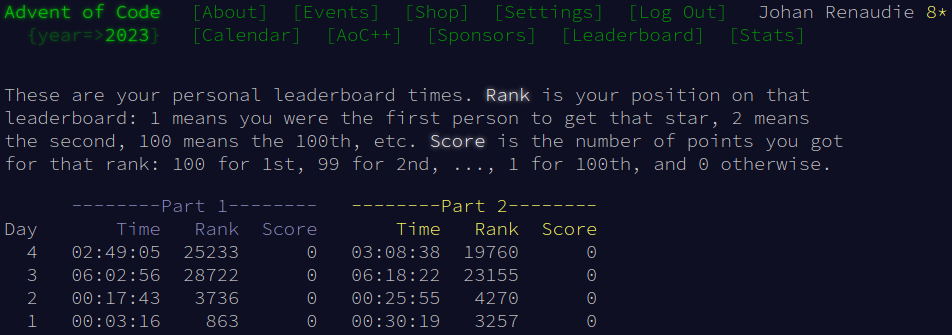 Advent of Code [About] [Events] [Shop] [Settings] [Log Out] Johan Renaudie 8*
{year=>2023} [Calendar] [AoC++] [Sponsors] [Leaderboard] [Stats]
These are your personal leaderboard times. Rank is your position on that
leaderboard: 1 means you were the first person to get that star, 2 means
the second, 100 means the 100th, etc. Score is the number of points you got
for that rank: 100 for 1st, 99 for 2nd, ..., 1 for 100th, and 0 otherwise.
--------Part 1-------- --------Part 2--------
Day Time Rank Score Time Rank Score
4 02:49:05 25233 0 03:08:38 19760 0
3 06:02:56 28722 0 06:18:22 23155 0
2 00:17:43 3736 0 00:25:55 4270 0
1 00:03:16 863 0 00:30:19 3257 0